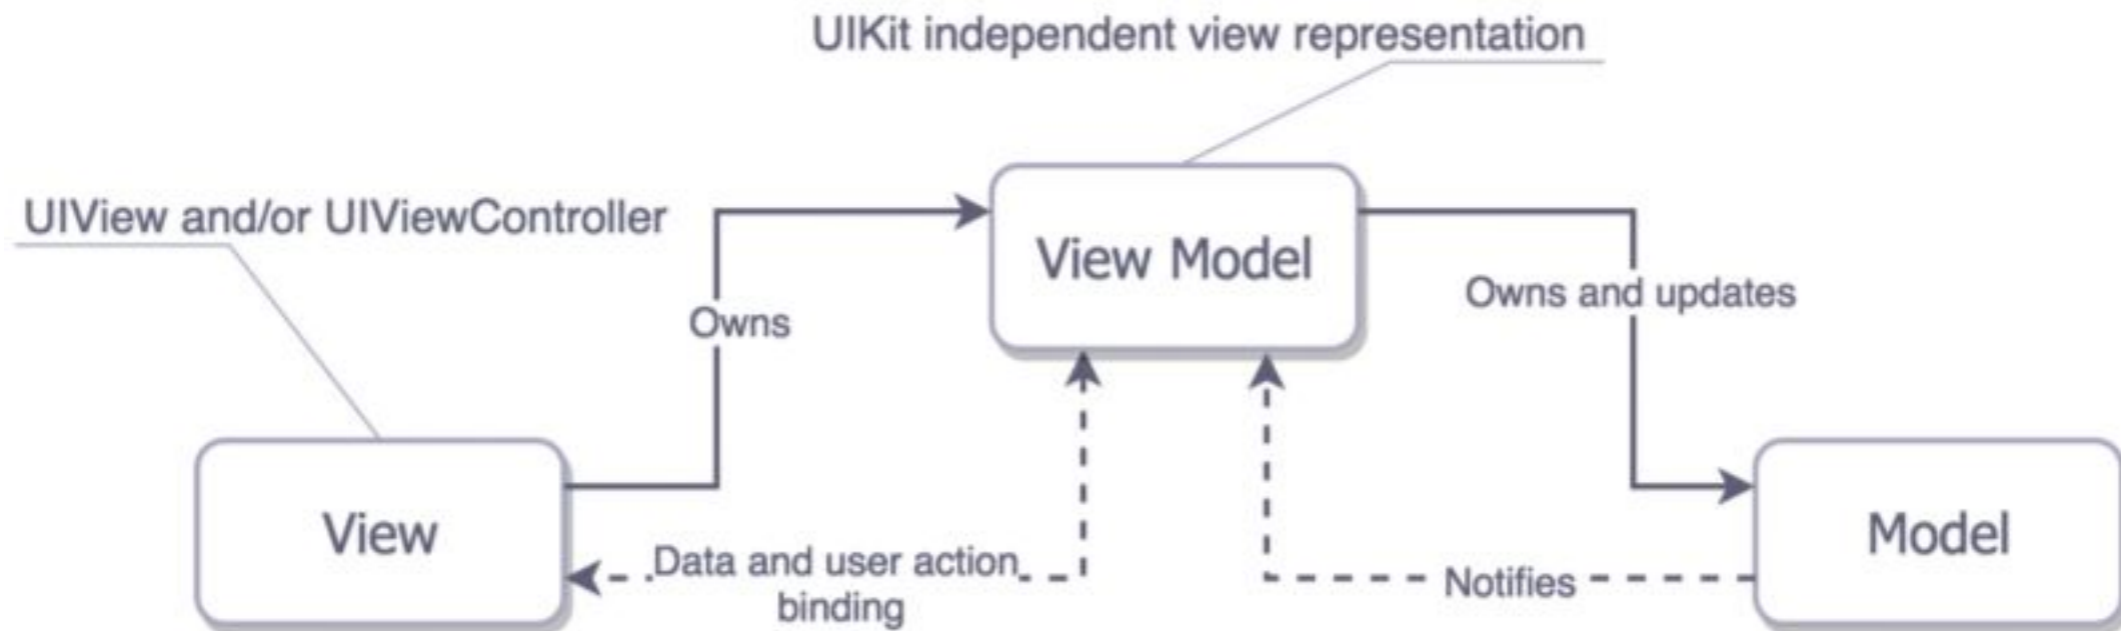 UIKit independent view representation
UIView and/or UIViewController
View Model
Owns and updates
Owns
View
Data and user action
binding
Notifies
Model